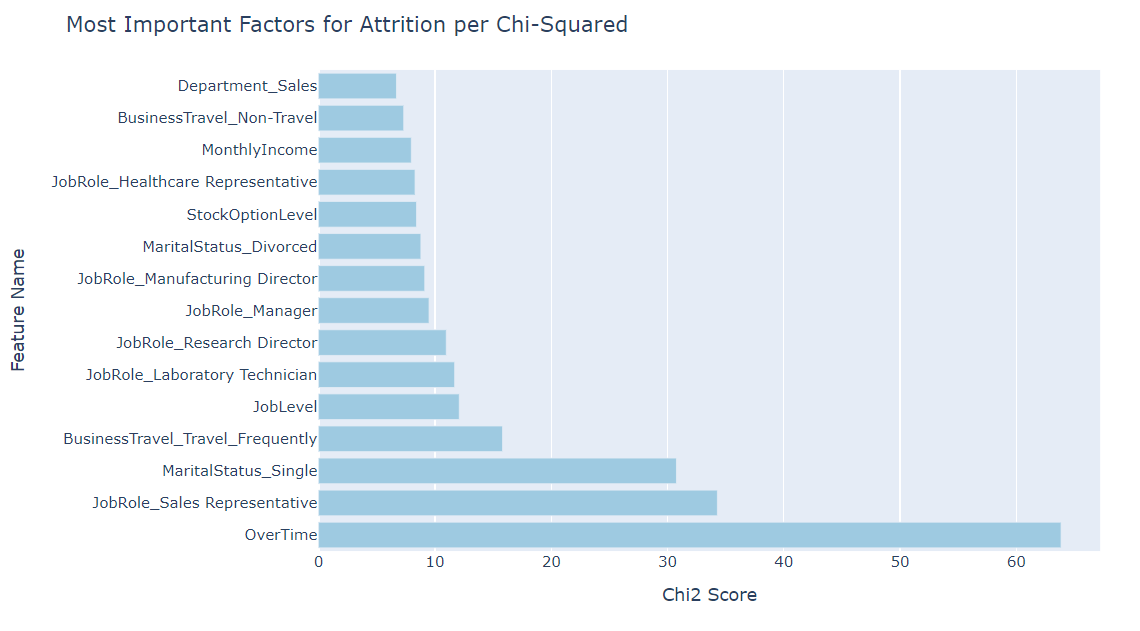 Most Important Factors for Attrition per Chi-Squared
Feature Name
Department_Sales
BusinessTravel_Non-Travel
MonthlyIncome
JobRole_Healthcare Representative
StockOptionLevel
MaritalStatus_Divorced
JobRole_Manufacturing Director
JobRole_Manager
JobRole_Research Director
JobRole_Laboratory Technician
JobLevel
BusinessTravel_Travel_Frequently
MaritalStatus_Single
JobRole_Sales Representative
OverTime
0 10 20 30 40 50 60
Chi2 Score